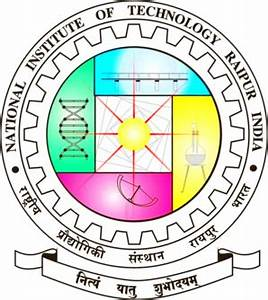 • NATIONAL INSTITUTE OF TECHNOLOGY RAIPUR INDIA •
राष्ट्रीय प्रौद्योगिकी संस्थान रायपुर भारत
नित्यं यातु शुभोदयम्